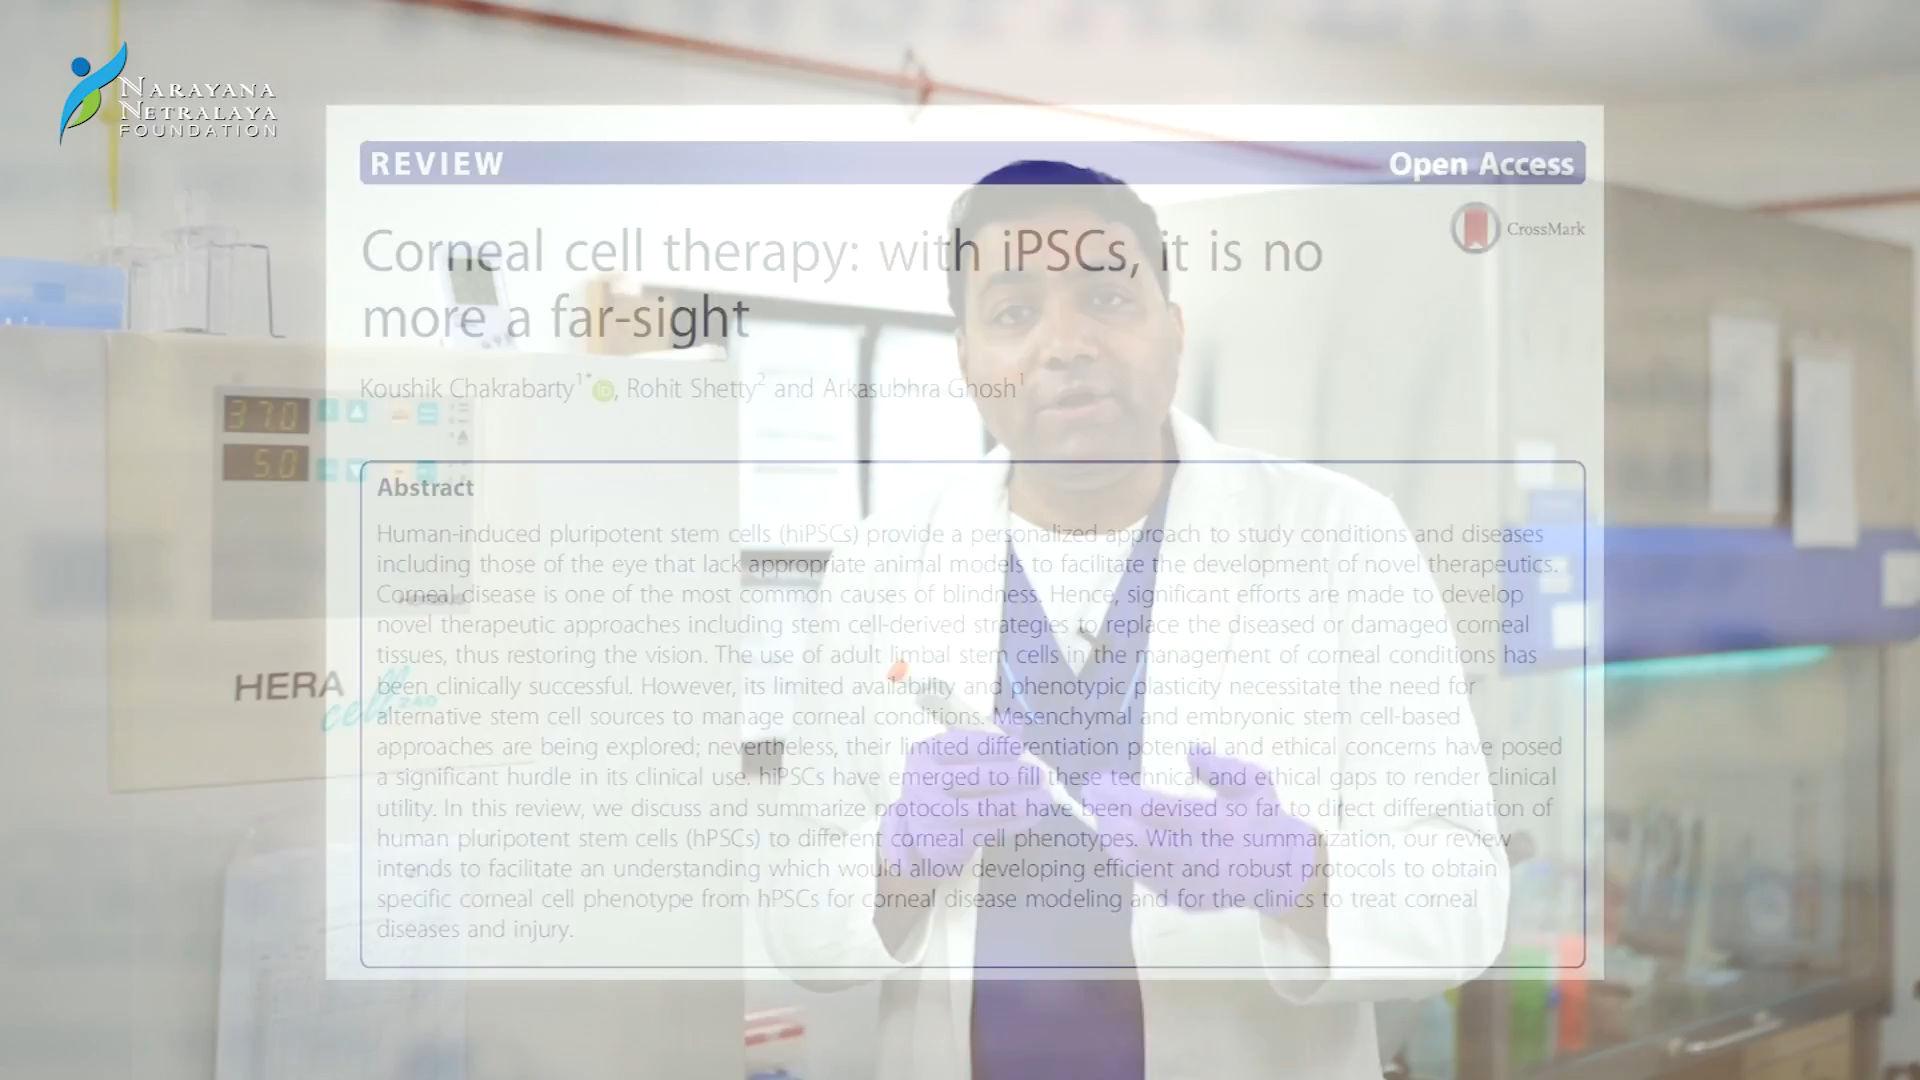 NARAYANA
NETRALAYA
FOUNDATION
REVIEW
Open Access
Corneal cell therapy: with iPSCs, it is no
more a far-sight
CrossMark
Koushik Chakrabarty1* iD, Rohit Shetty2 and Arkasubhra Ghosh1
37.0
5.0
HERA
cell 240
Abstract
Human-induced pluripotent stem cells (hiPSCs) provide a personalized approach to study conditions and diseases
including those of the eye that lack appropriate animal models to facilitate the development of novel therapeutics.
Corneal disease is one of the most common causes of blindness. Hence, significant efforts are made to develop
novel therapeutic approaches including stem cell-derived strategies to replace the diseased or damaged corneal
tissues, thus restoring the vision. The use of adult limbal stem cells in the management of corneal conditions has
been clinically successful. However, its limited availability and phenotypic plasticity necessitate the need for
alternative stem cell sources to manage corneal conditions. Mesenchymal and embryonic stem cell-based
approaches are being explored; nevertheless, their limited differentiation potential and ethical concerns have posed
a significant hurdle in its clinical use. hiPSCs have emerged to fill these technical and ethical gaps to render clinical
utility. In this review, we discuss and summarize protocols that have been devised so far to direct differentiation of
human pluripotent stem cells (hPSCs) to different corneal cell phenotypes. With the summarization, our review
intends to facilitate an understanding which would allow developing efficient and robust protocols to obtain
specific corneal cell phenotype from hPSCs for corneal disease modeling and for the clinics to treat corneal
diseases and injury.